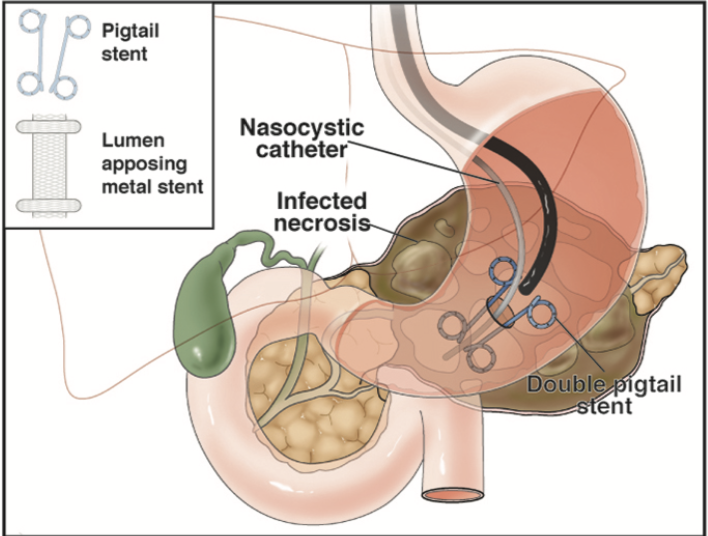 Pigtail
stent
Lumen
apposing
metal stent
Nasocystic
catheter
Infected
necrosis
Double pigtail
stent